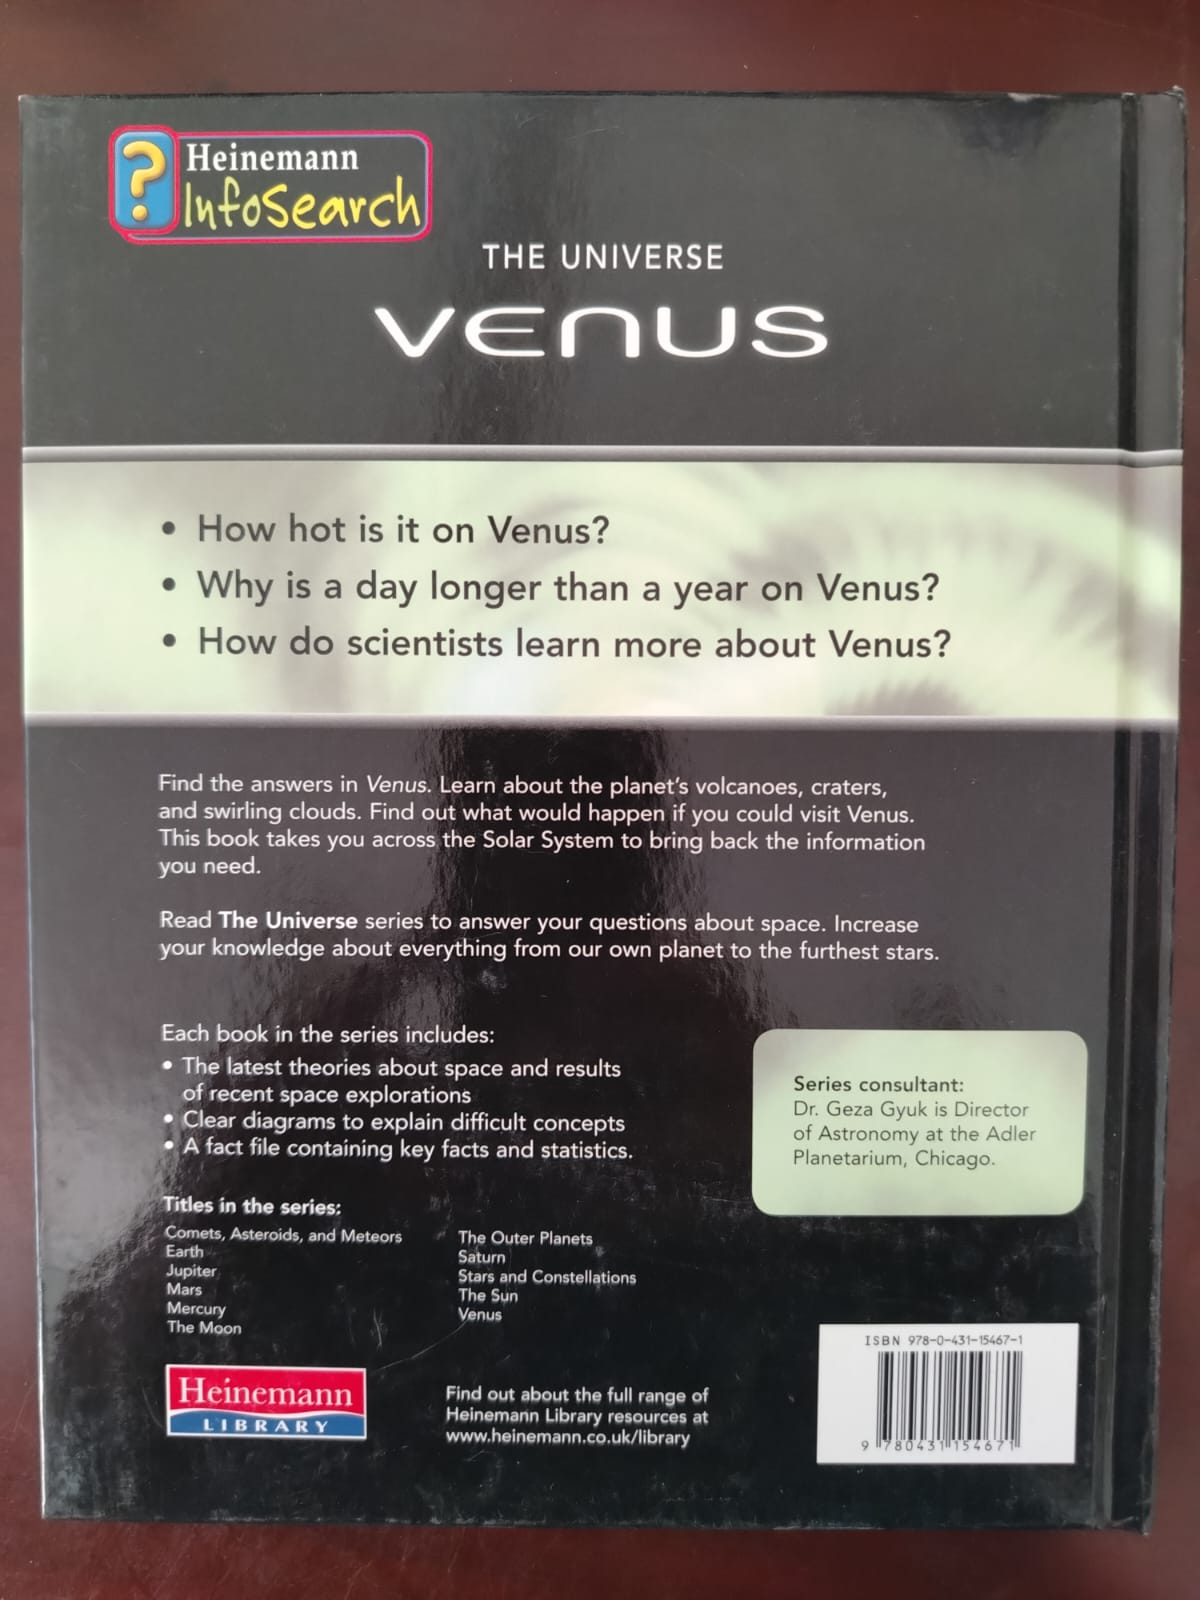 ?
Heinemann
InfoSearch
THE UNIVERSE
VENUS
• How hot is it on Venus?
• Why is a day longer than a year on Venus?
• How do scientists learn more about Venus?
Find the answers in Venus. Learn about the planet's volcanoes, craters,
and swirling clouds. Find out what would happen if you could visit Venus.
This book takes you across the Solar System to bring back the information
you need.
Read The Universe series to answer your questions about space. Increase
your knowledge about everything from our own planet to the furthest stars.
Each book in the series includes:
• The latest theories about space and results
of recent space explorations
• Clear diagrams to explain difficult concepts
• A fact file containing key facts and statistics.
Series consultant:
Dr. Geza Gyuk is Director
of Astronomy at the Adler
Planetarium, Chicago.
Titles in the series:
Comets, Asteroids, and Meteors
Earth
Jupiter
Mars
Mercury
The Moon
The Outer Planets
Saturn
Stars and Constellations
The Sun
Venus
Heinemann
LIBRARY
Find out about the full range of
Heinemann Library resources at
www.heinemann.co.uk/library
ISBN 978-0-431-15467-1
9 780431 154671